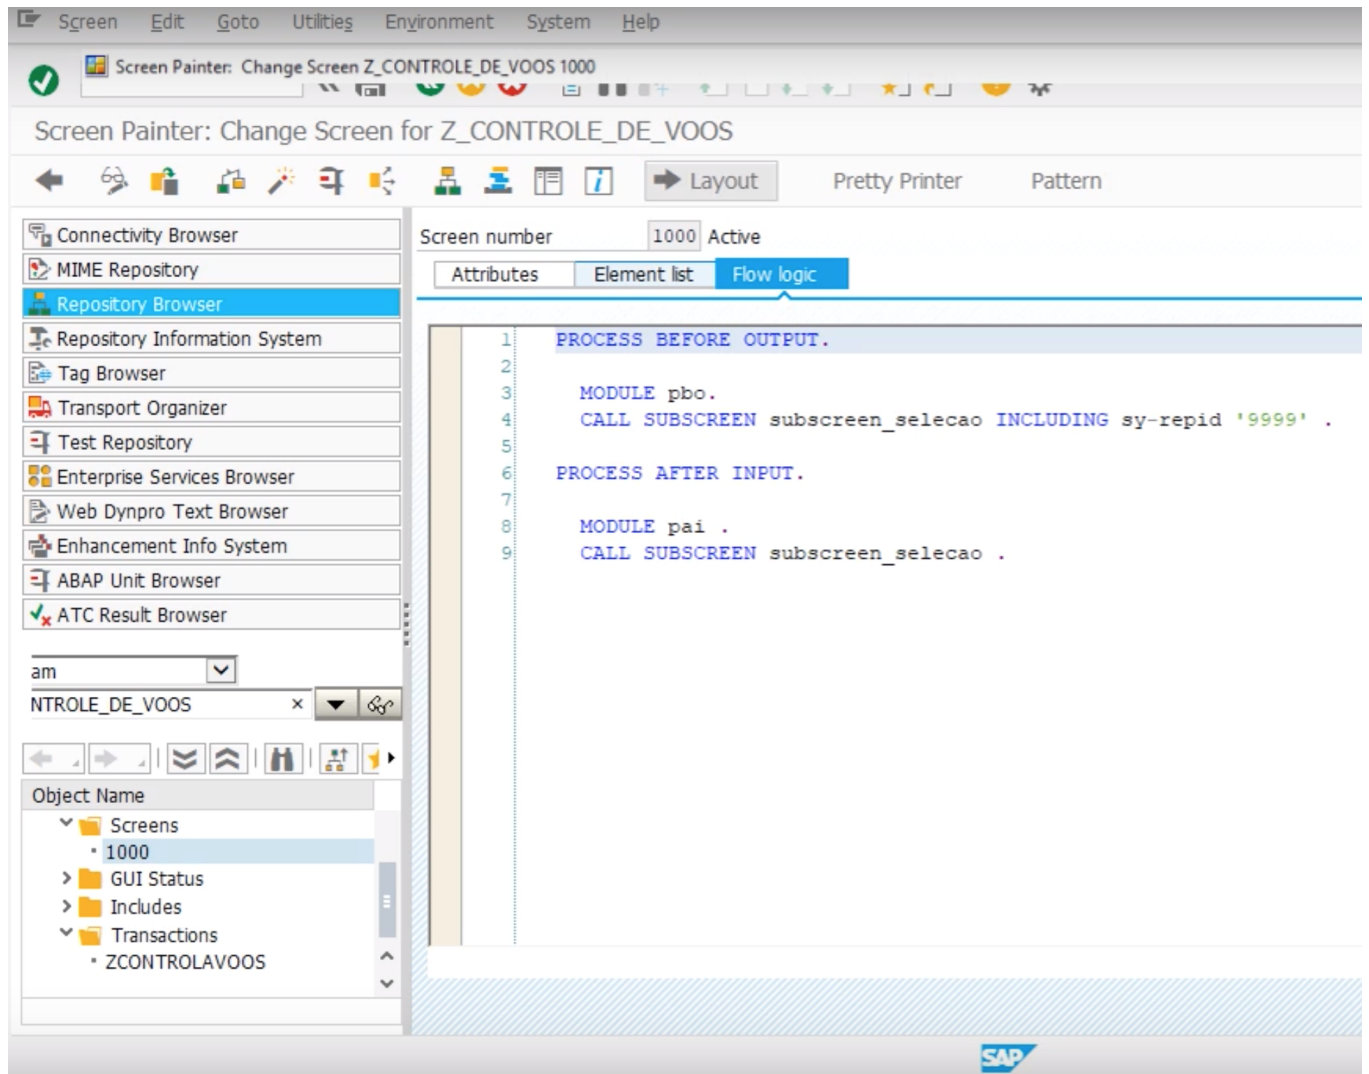 Screen Edit Goto Utilities Environment System Help
Screen Painter: Change Screen Z_CONTROLE_DE_VOOS 1000
Screen Painter: Change Screen for Z_CONTROLE_DE_VOOS
Layout Pretty Printer Pattern
Connectivity Browser
MIME Repository
Repository Browser
Repository Information System
Tag Browser
Transport Organizer
Test Repository
Enterprise Services Browser
Web Dynpro Text Browser
Enhancement Info System
ABAP Unit Browser
ATC Result Browser
am
NTROLE_DE_VOOS
Object Name
Screens
1000
GUI Status
Includes
Transactions
ZCONTROLAVOOS
Screen number 1000 Active
Attributes Element list Flow logic
1 PROCESS BEFORE OUTPUT.
2
3 MODULE pbo.
4 CALL SUBSCREEN subscreen_selecao INCLUDING sy-repid '9999' .
5
6 PROCESS AFTER INPUT.
7
8 MODULE pai .
9 CALL SUBSCREEN subscreen_selecao .
SAP